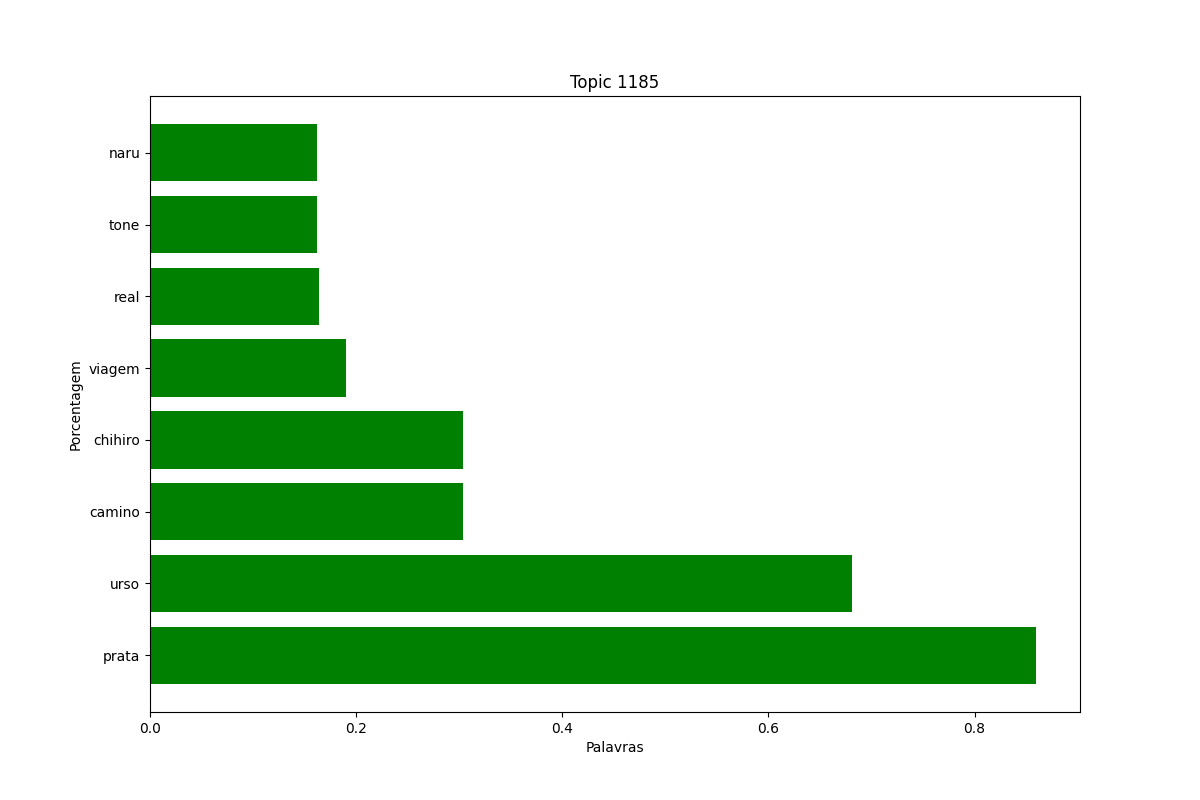 Topic 1185
naru
tone
real
viagem
chihiro
camino
urso
prata
Porcentagem
0.0 0.2 0.4 0.6 0.8
Palavras